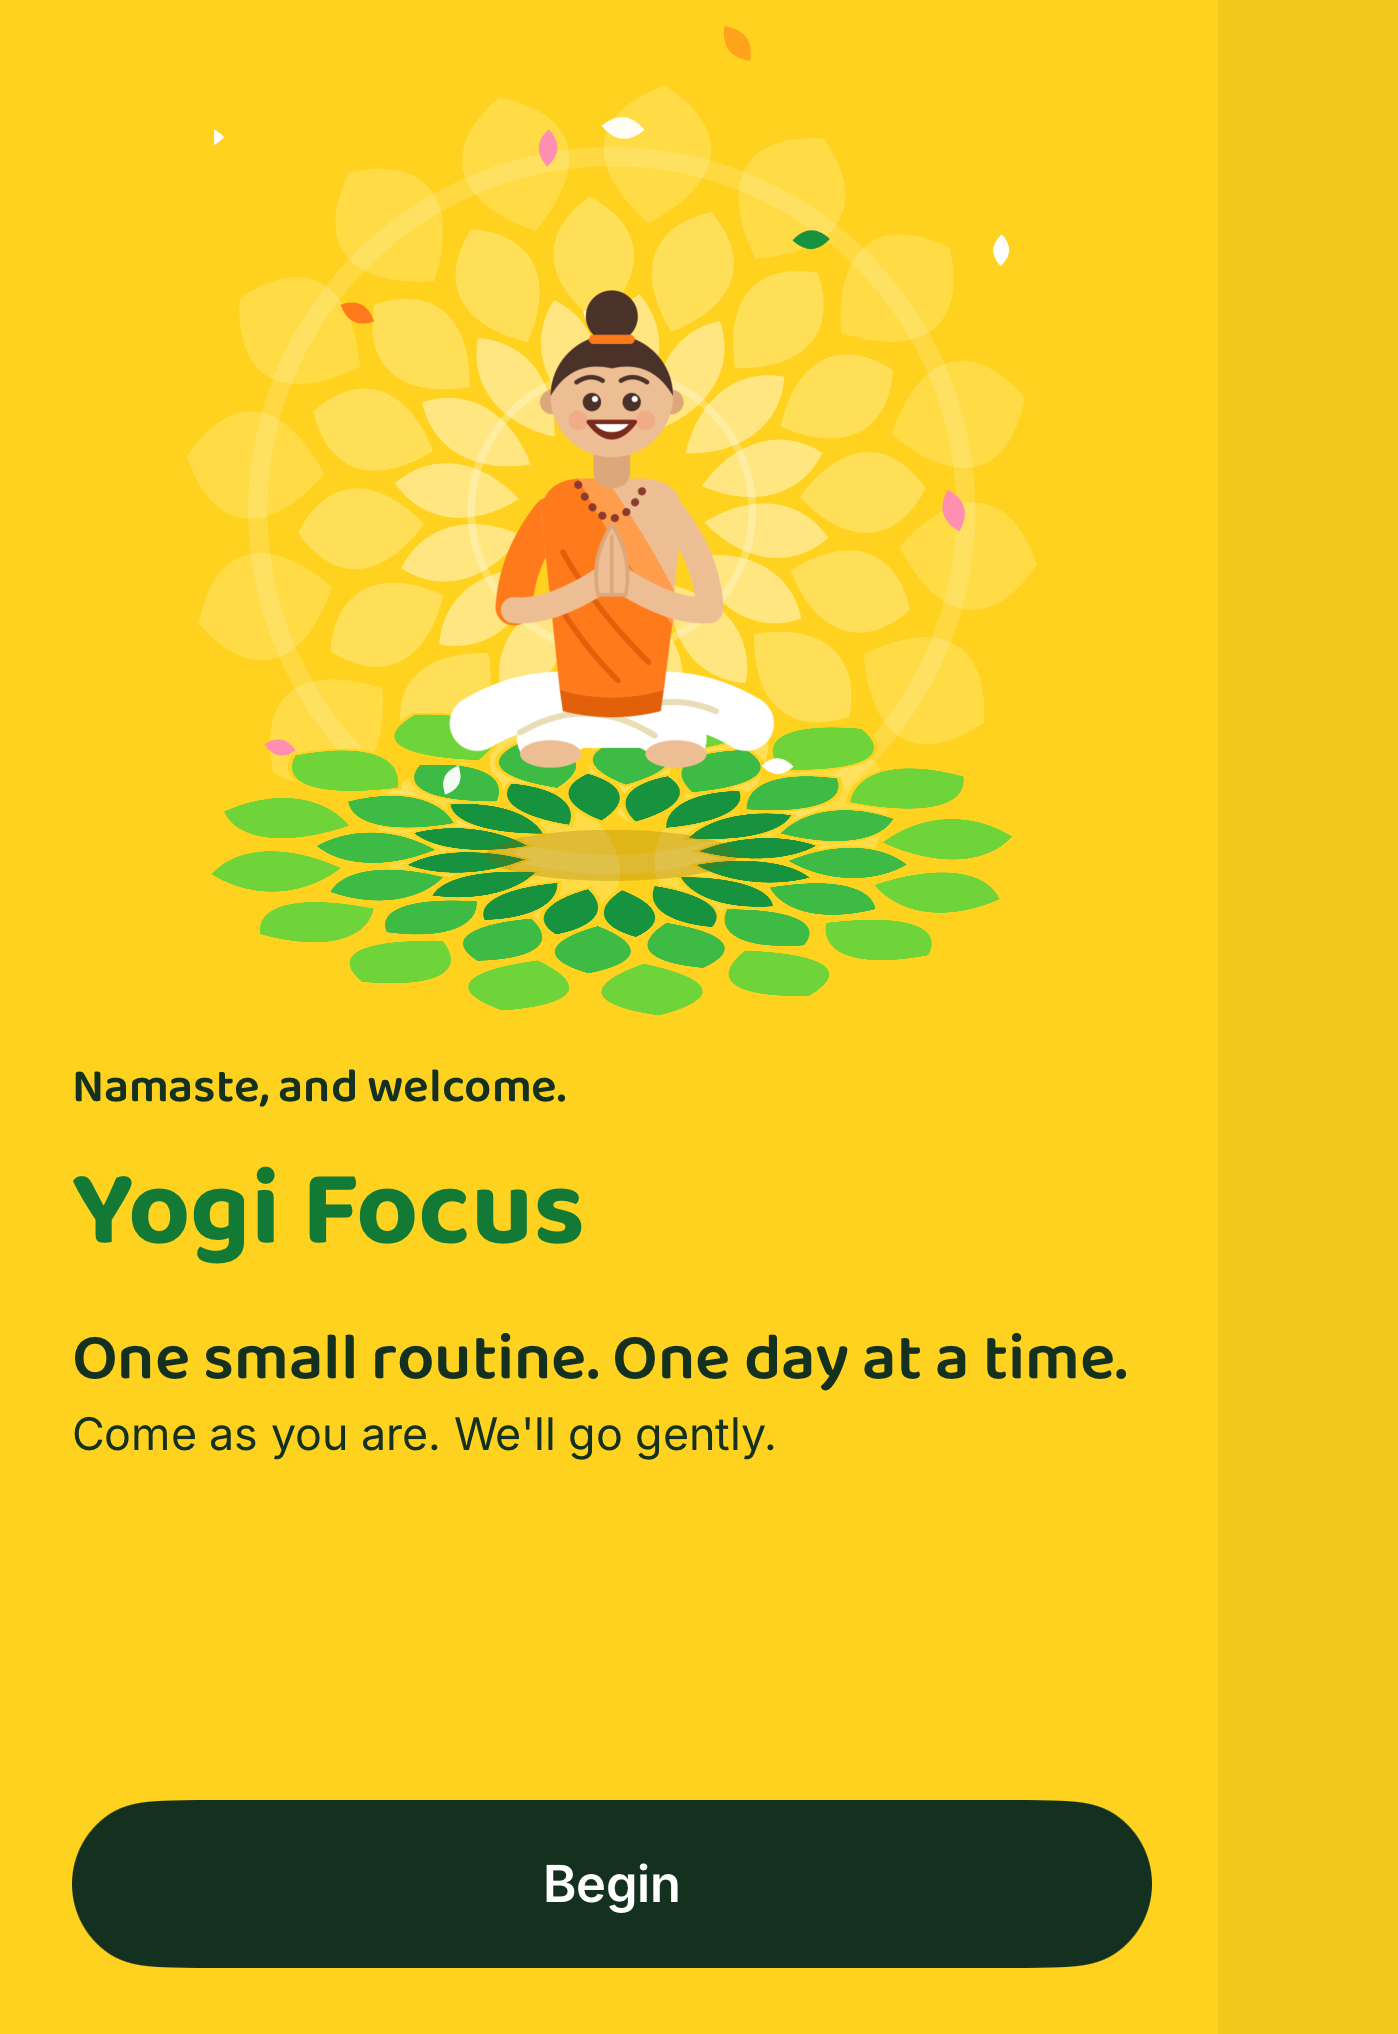 Namaste, and welcome.
Yogi Focus
One small routine. One day at a time.
Come as you are. We'll go gently.
Begin